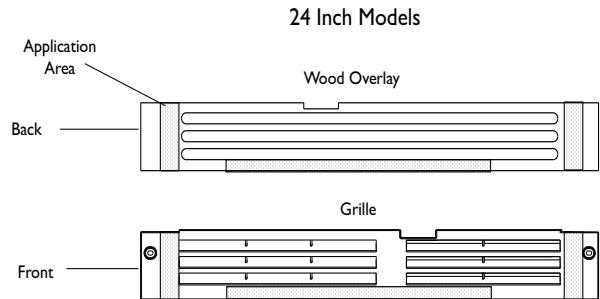 24 Inch Models
Application
Area
Wood Overlay
Back
Grille
Front